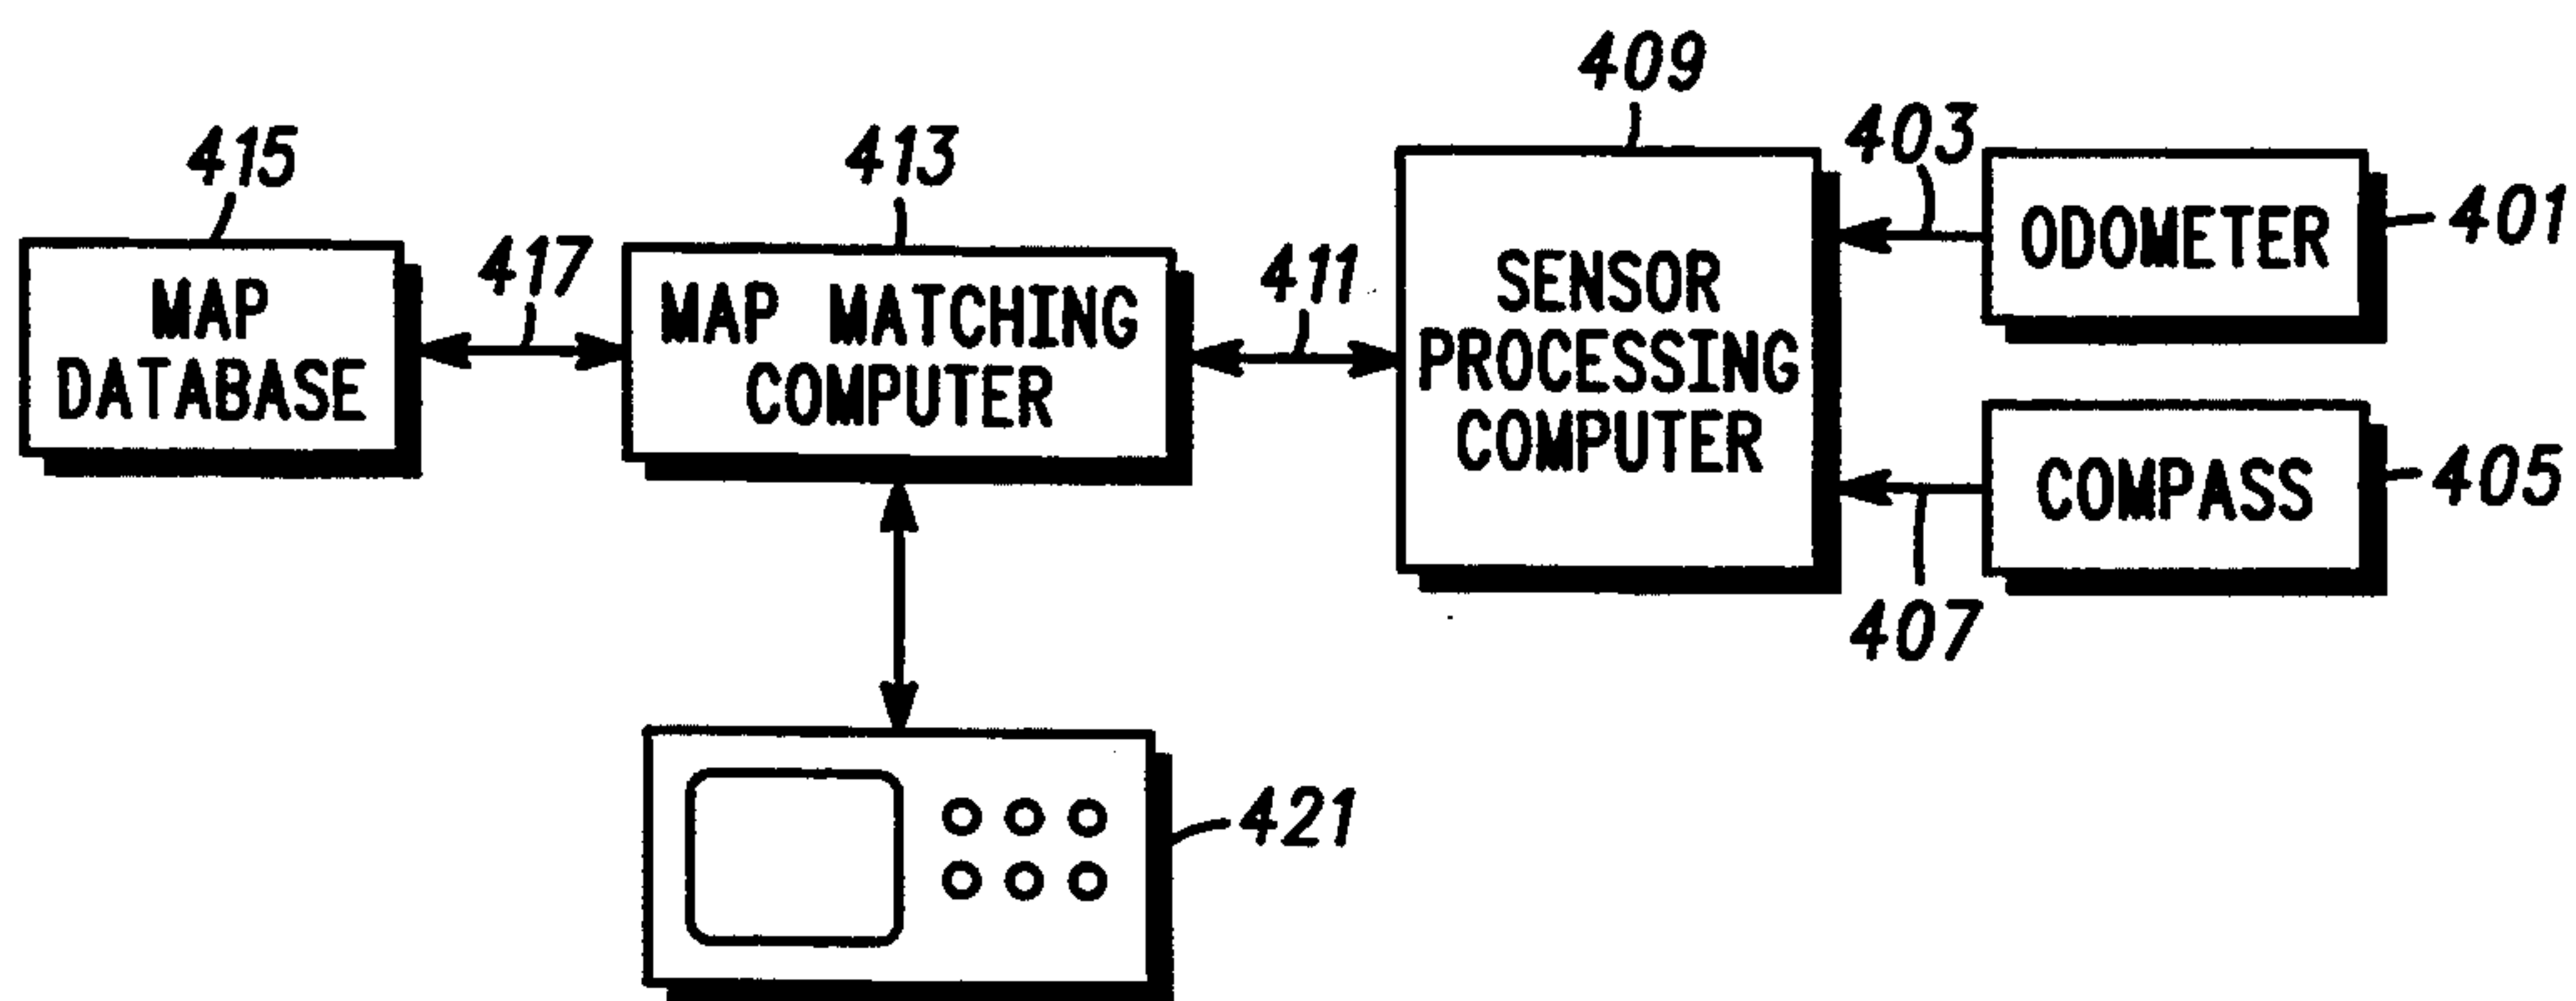 409
415
413
403
401
417
411
MAP
DATABASE
MAP MATCHING
COMPUTER
SENSOR
PROCESSING
COMPUTER
ODOMETER
COMPASS
405
407
421